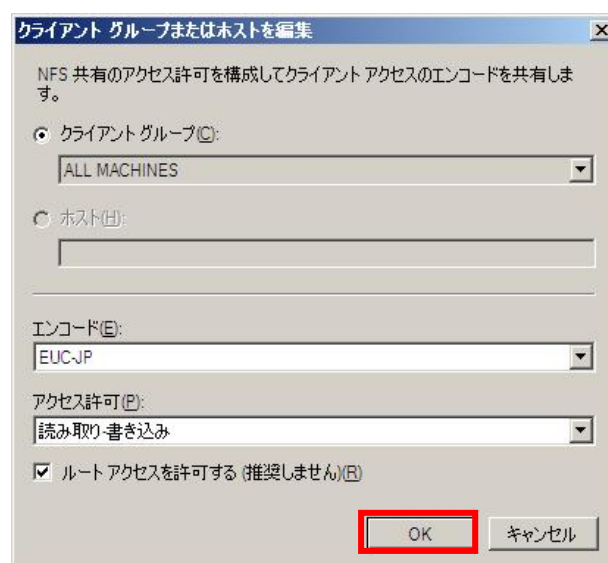 クライアント グループまたはホストを編集
NFS 共有のアクセス許可を構成してクライアント アクセスのエンコードを共有しま
す。
クライアント グループ(C):
ALL MACHINES
ホスト(H):
エンコード(E):
EUC-JP
アクセス許可(P):
読み取り-書き込み
ルート アクセスを許可する (推奨しません)(R)
OK キャンセル